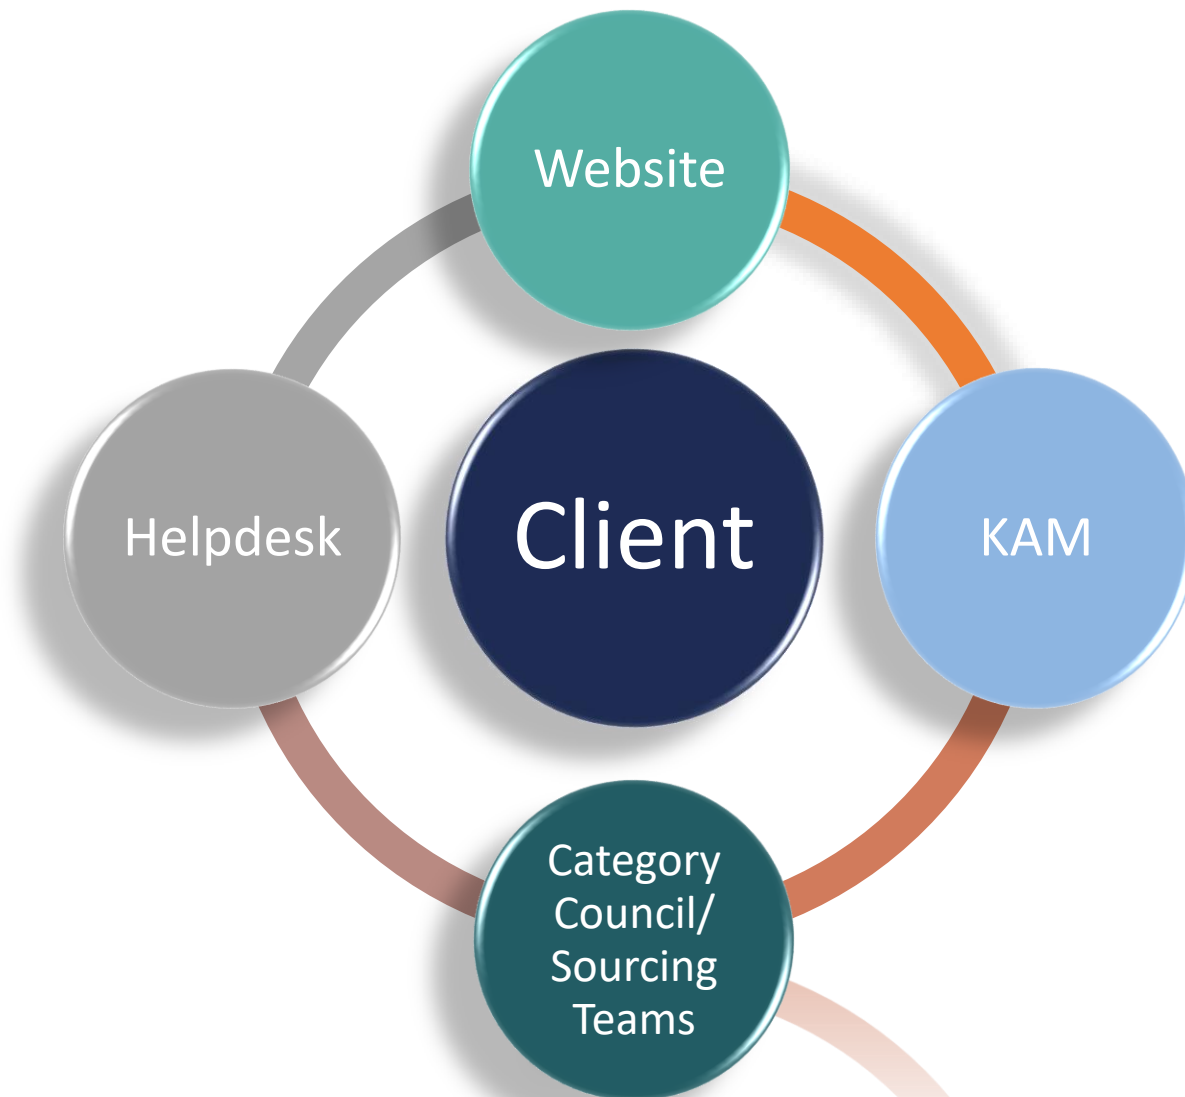 Website
Helpdesk
Client
KAM
Category
Council/
Sourcing
Teams